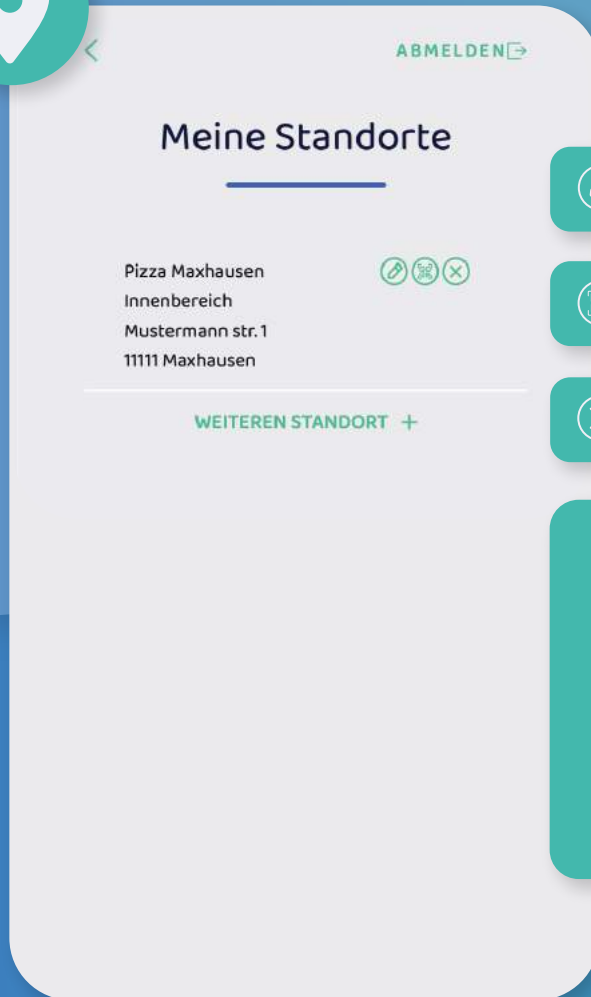 ABMELDEN
Meine Standorte
Pizza Maxhausen
Innenbereich
Mustermann str. 1
11111 Maxhausen
WEITEREN STANDORT +